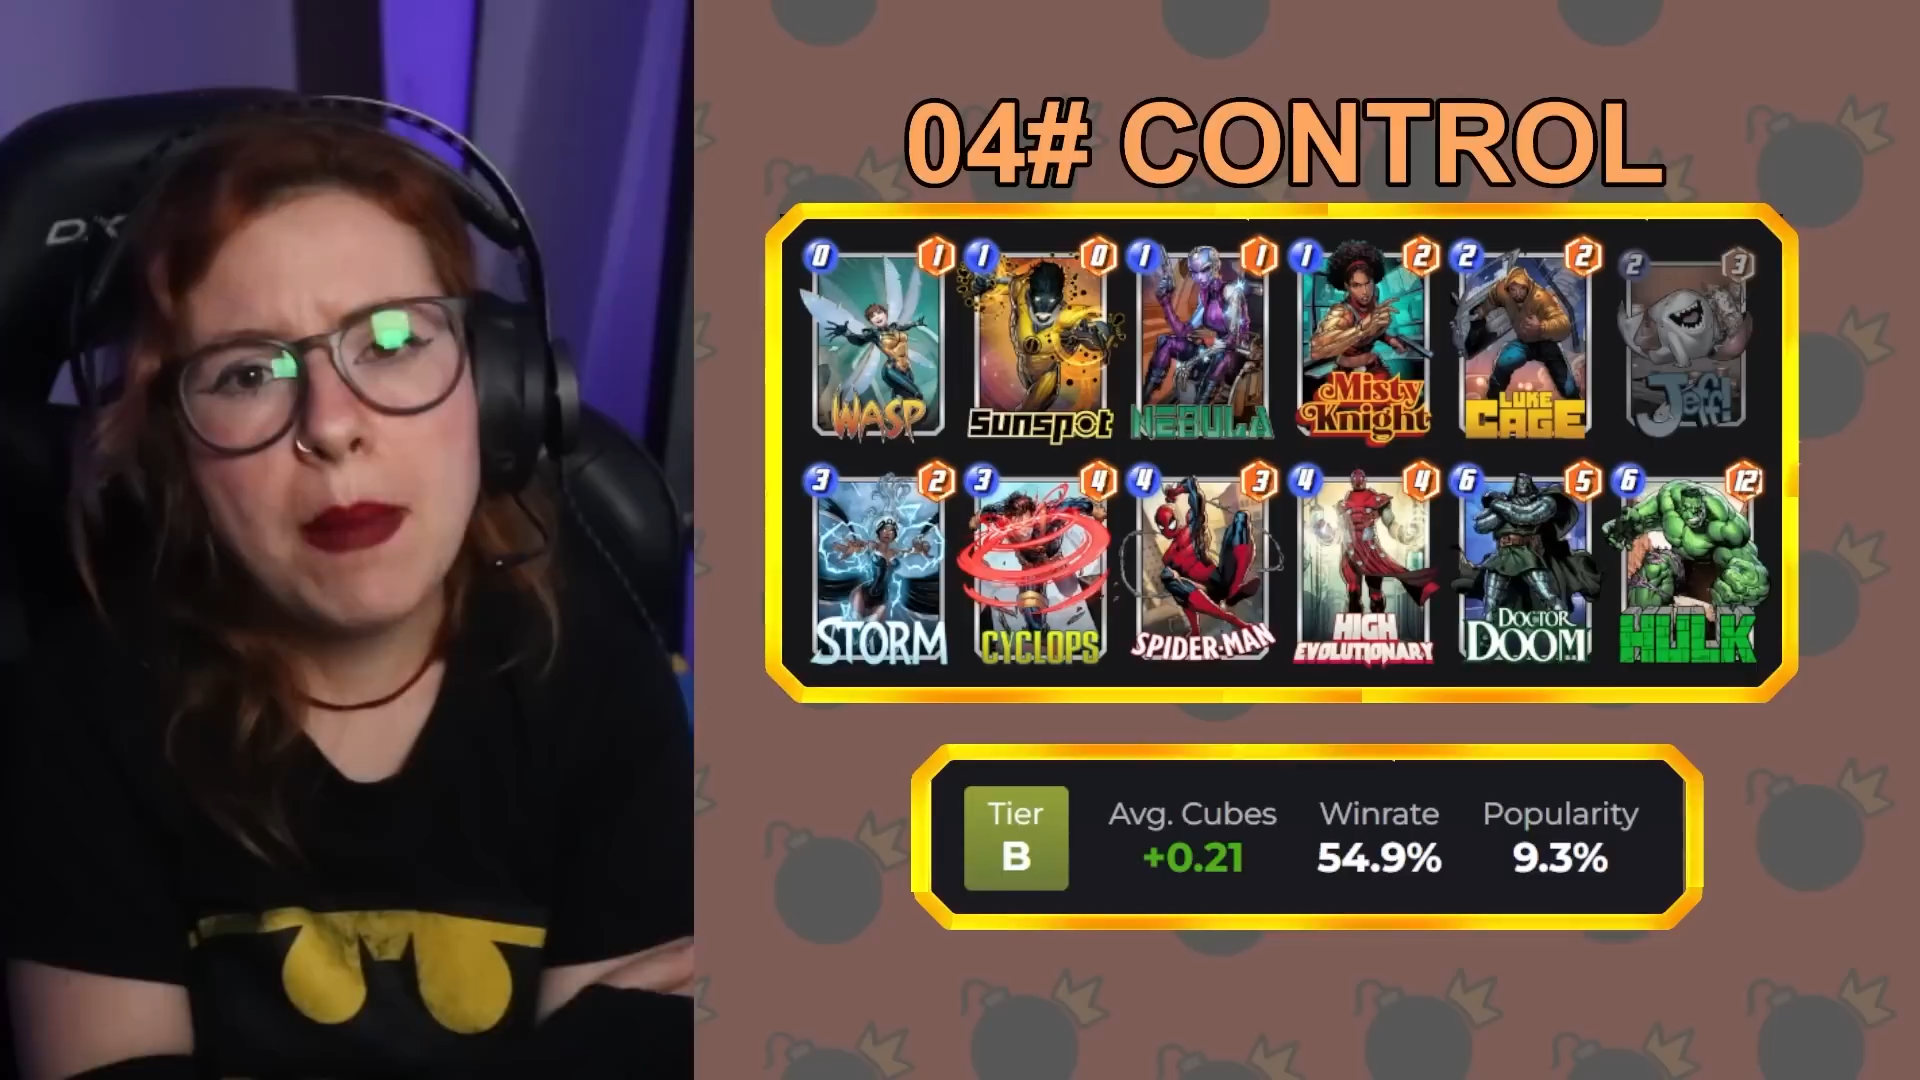 04# CONTROL
0 1 1 0 1 1 1 2 2 2 2 3
WASP Sunspot NEBULA Misty Knight LUKE CAGE Jeff!
3 2 3 4 4 3 4 4 6 5 6 12
STORM CYCLOPS SPIDER-MAN HIGH EVOLUTIONARY DOCTOR DOOM HULK
Tier Avg. Cubes Winrate Popularity
B +0.21 54.9% 9.3%